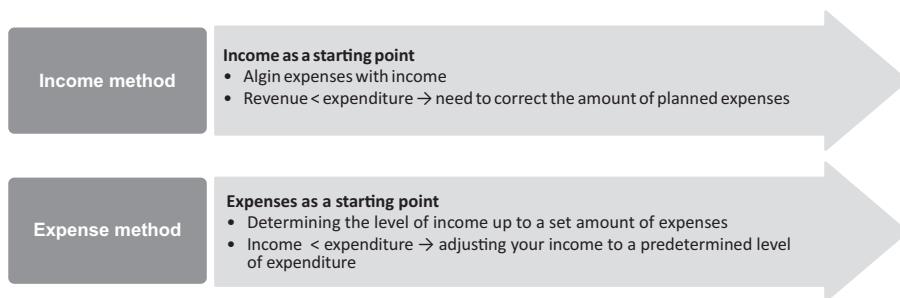 Income method
Income as a starting point
• Algin expenses with income
• Revenue < expenditure → need to correct the amount of planned expenses
Expense method
Expenses as a starting point
• Determining the level of income up to a set amount of expenses
• Income < expenditure → adjusting your income to a predetermined level
of expenditure